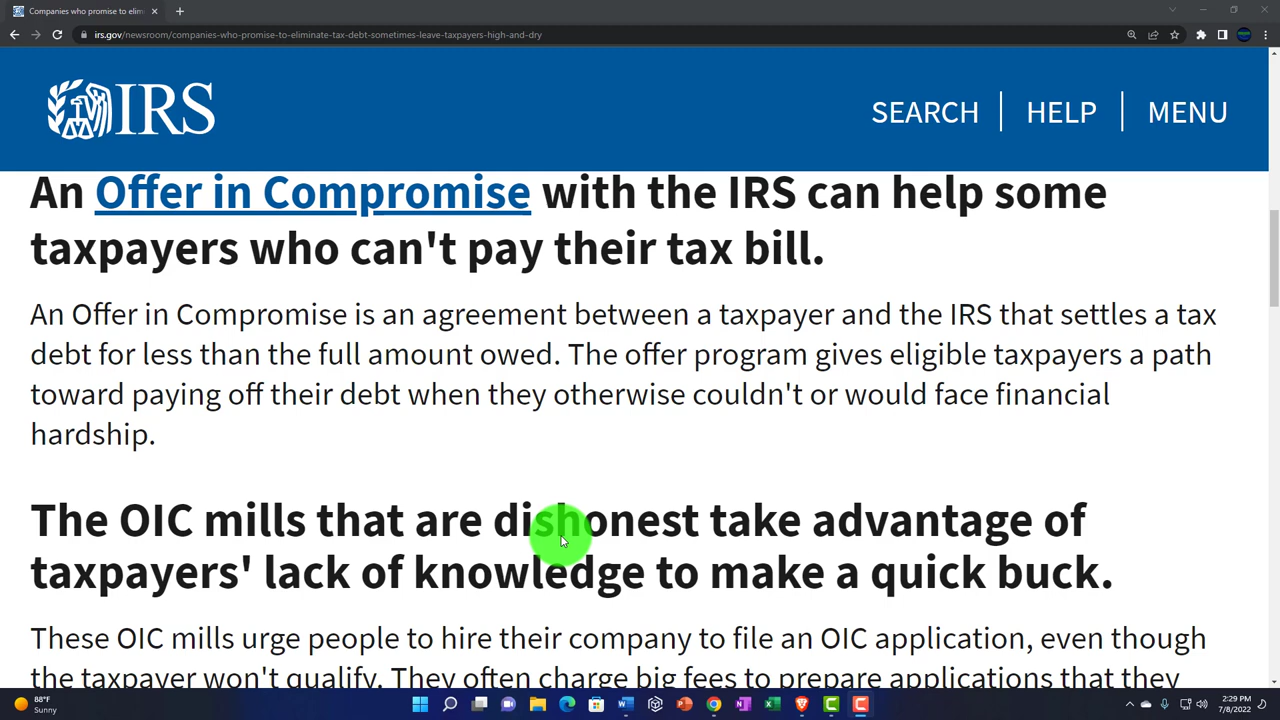 Companies who promise to elim
irs.gov/newsroom/companies-who-promise-to-eliminate-tax-debt-sometimes-leave-taxpayers-high-and-dry
IRS
SEARCH
HELP
MENU
An Offer in Compromise with the IRS can help some
taxpayers who can't pay their tax bill.
An Offer in Compromise is an agreement between a taxpayer and the IRS that settles a tax
debt for less than the full amount owed. The offer program gives eligible taxpayers a path
toward paying off their debt when they otherwise couldn't or would face financial
hardship.
The OIC mills that are dishonest take advantage of
taxpayers' lack of knowledge to make a quick buck.
These OIC mills urge people to hire their company to file an OIC application, even though
the taxpayer won't qualify. They often charge big fees to prepare applications that they
88°F
Sunny
2:29 PM
7/8/2022